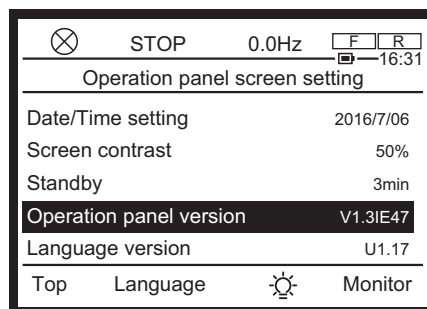 STOP 0.0Hz F R
16:31
Operation panel screen setting
Date/Time setting 2016/7/06
Screen contrast 50%
Standby 3min
Operation panel version V1.3IE47
Language version U1.17
Top Language Monitor